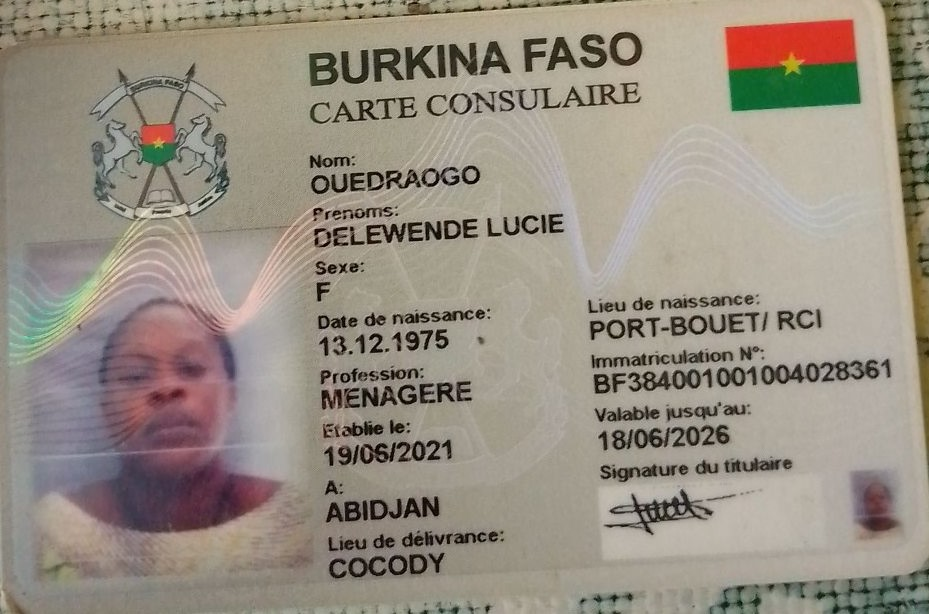 BURKINA FASO
BURKINA FASO
CARTE CONSULAIRE
Nom:
OUEDRAOGO
Prenoms:
DELEWENDE LUCIE
Sexe:
F
Date de naissance:
13.12.1975
Profession:
MENAGERE
Etablie le:
19/06/2021
A:
ABIDJAN
Lieu de délivrance:
COCODY
Lieu de naissance:
PORT-BOUET/ RCI
Immatriculation N°:
BF384001001004028361
Valable jusqu'au:
18/06/2026
Signature du titulaire